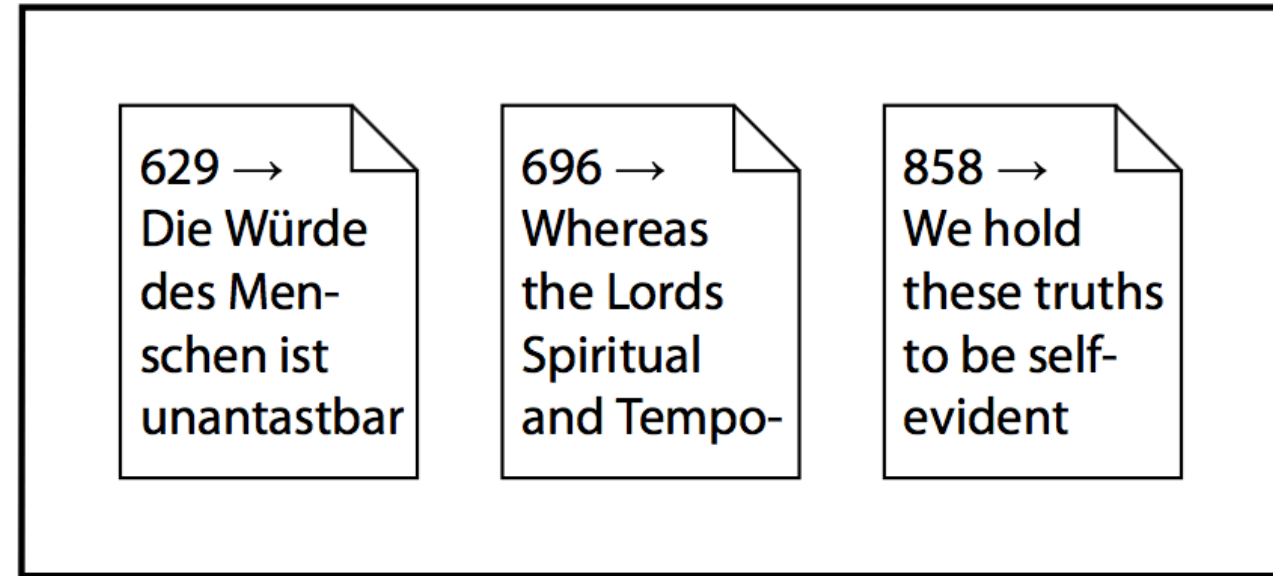 629 →
Die Würde
des Men-
schen ist
unantastbar
696 →
Whereas
the Lords
Spiritual
and Tempo-
858 →
We hold
these truths
to be self-
evident